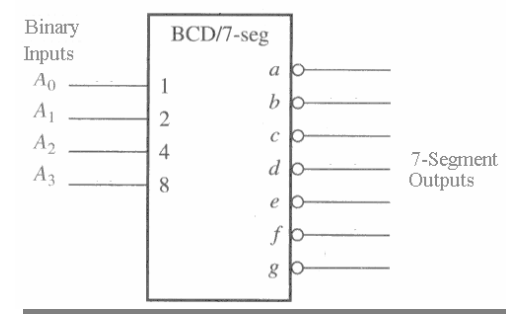 Binary
Inputs
BCD/7-seg
A₀
1
A₁
2
A₂
4
A₃
8
a
b
c
d
e
f
g
7-Segment
Outputs